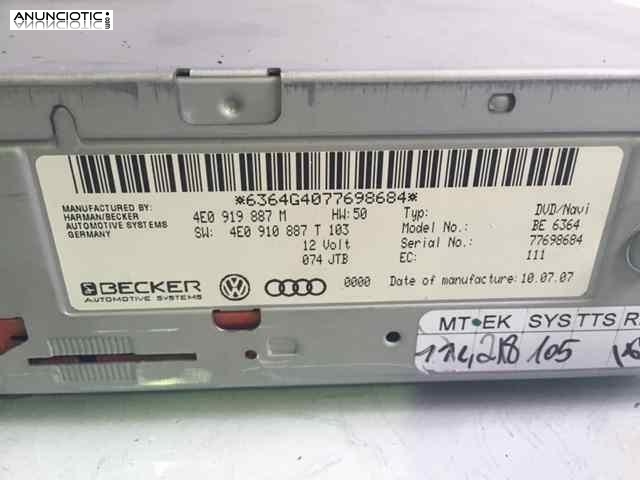 ANUNCIOTIC.com
*6364G4077698684*
MANUFACTURED BY:
HARMAN/BECKER
AUTOMOTIVE SYSTEMS
GERMANY
4E0 919 887 M HW:50
SW: 4E0 910 887 T 103
12 Volt
074 JTB
Typ: DVD/Navi
Model No.: BE 6364
Serial No.: 77698684
EC: 111
BECKER
AUTOMOTIVE SYSTEMS
0000 Date of manufacture: 10.07.07
MT•EK SYS TTS R
105